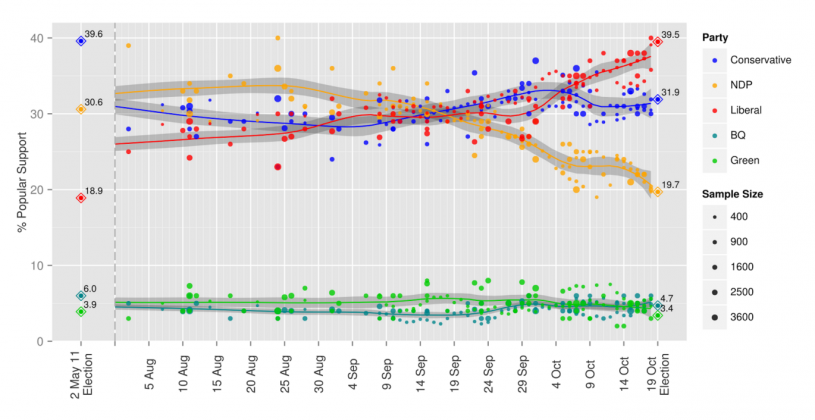 39.6
30.6
18.9
6.0
3.9
39.5
31.9
19.7
4.7
3.4
% Popular Support
40
30
20
10
0
2 May 11
Election
5 Aug
10 Aug
15 Aug
20 Aug
25 Aug
30 Aug
4 Sep
9 Sep
14 Sep
19 Sep
24 Sep
29 Sep
4 Oct
9 Oct
14 Oct
19 Oct
Election
Party
Conservative
NDP
Liberal
BQ
Green
Sample Size
400
900
1600
2500
3600